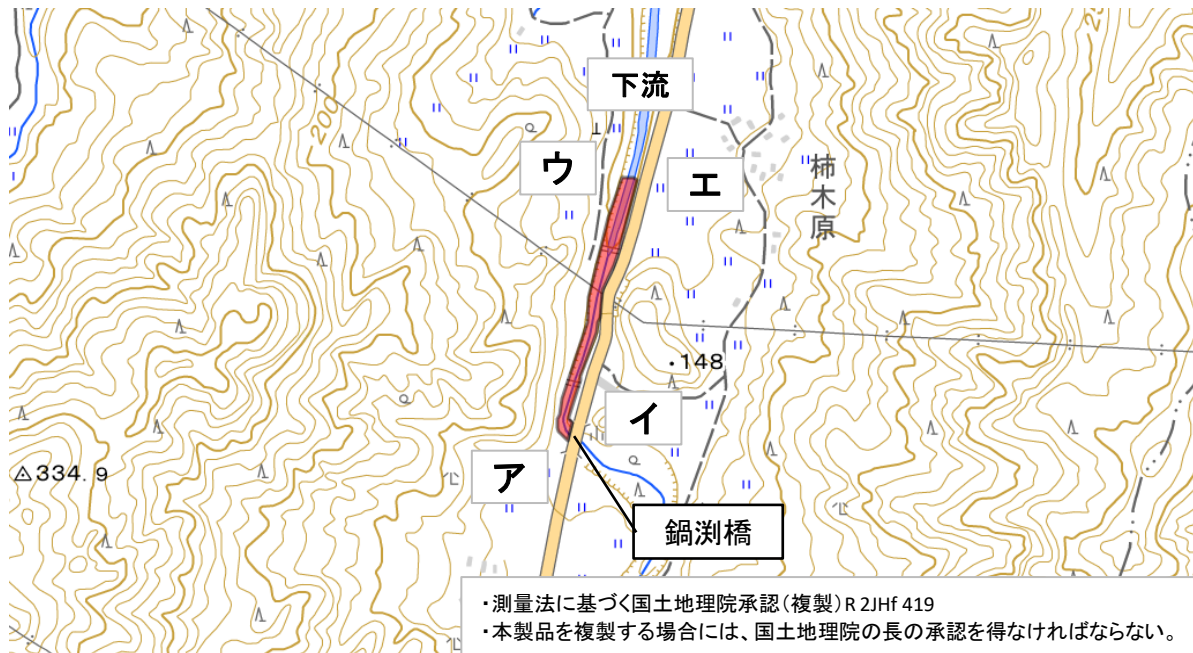 下流
ウ
エ
柿木原
200
・148
イ
△334.9
ア
鍋渕橋
・測量法に基づく国土地理院承認(複製)R 2JHf 419
・本製品を複製する場合には、国土地理院の長の承認を得なければならない。